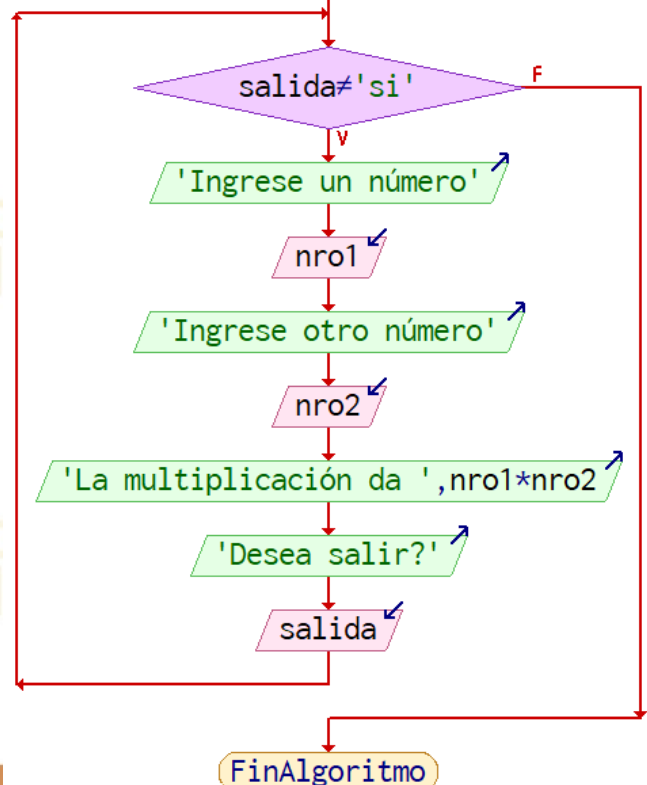 salida≠'si'
F
V
'Ingrese un número'
nro1
'Ingrese otro número'
nro2
'La multiplicación da ',nro1*nro2
'Desea salir?'
salida
FinAlgoritmo